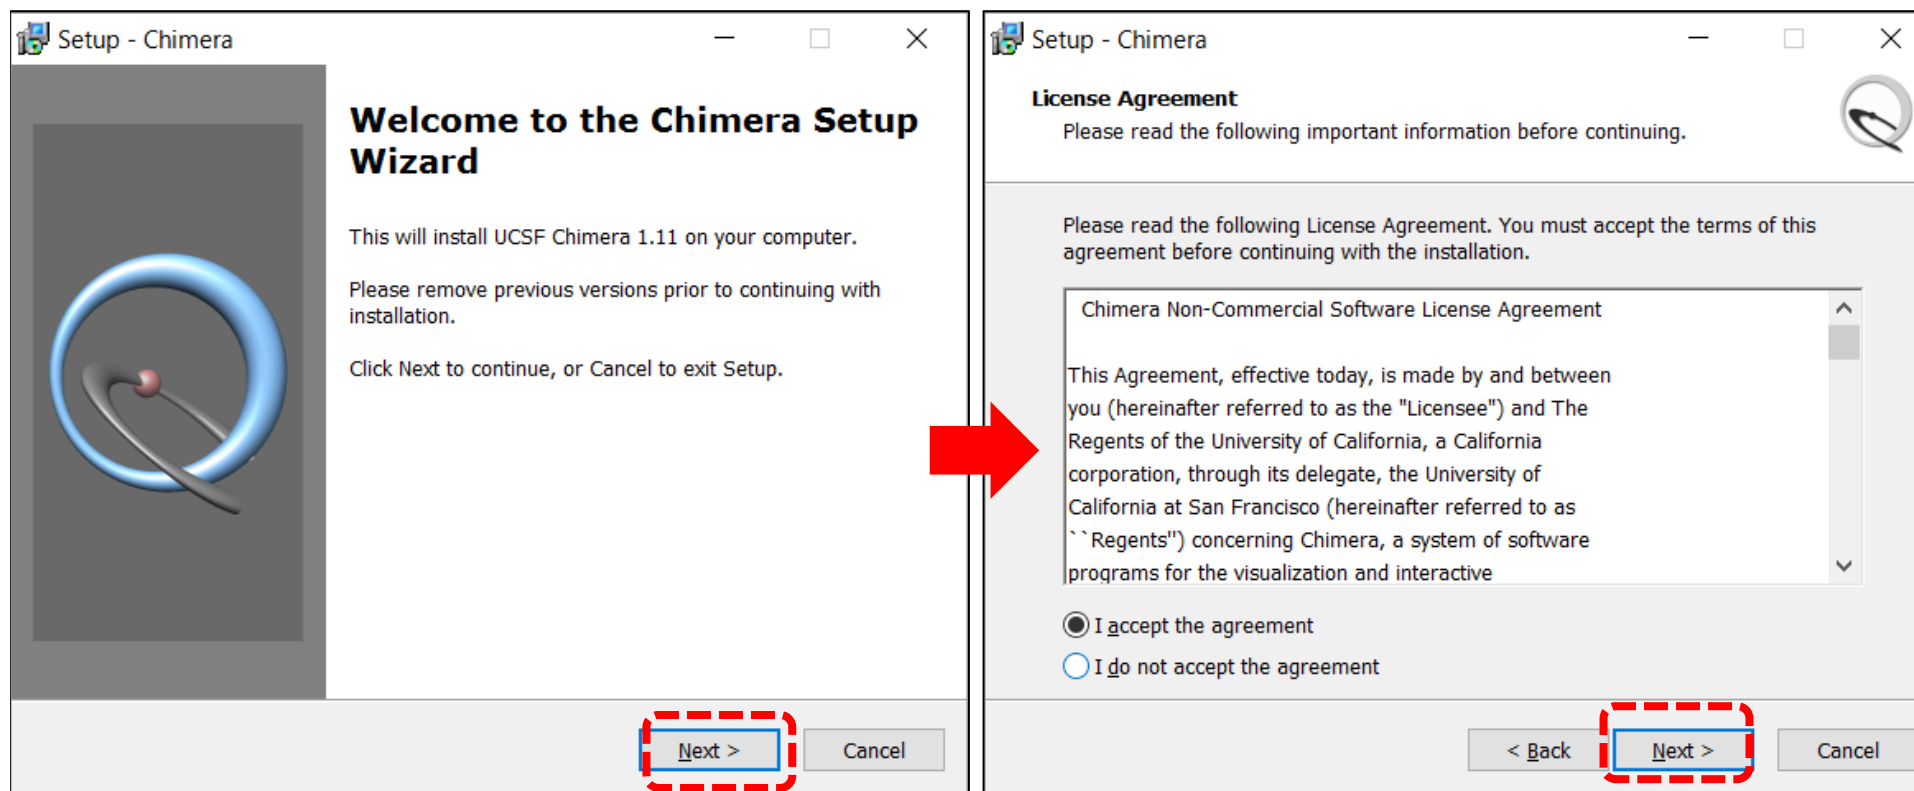 Setup - Chimera
Welcome to the Chimera Setup
Wizard
This will install UCSF Chimera 1.11 on your computer.
Please remove previous versions prior to continuing with
installation.
Click Next to continue, or Cancel to exit Setup.
Next >
Cancel
Setup - Chimera
License Agreement
Please read the following important information before continuing.
Please read the following License Agreement. You must accept the terms of this
agreement before continuing with the installation.
Chimera Non-Commercial Software License Agreement
This Agreement, effective today, is made by and between
you (hereinafter referred to as the "Licensee") and The
Regents of the University of California, a California
corporation, through its delegate, the University of
California at San Francisco (hereinafter referred to as
``Regents'') concerning Chimera, a system of software
programs for the visualization and interactive
I accept the agreement
I do not accept the agreement
< Back
Next >
Cancel